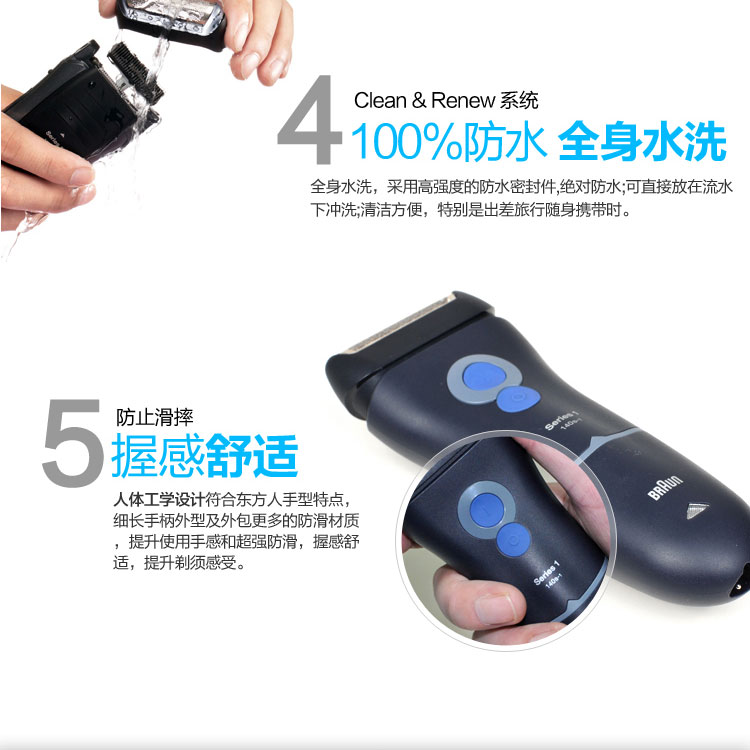 4
Clean & Renew 系统
100%防水 全身水洗
全身水洗，采用高强度的防水密封件,绝对防水;可直接放在流水
下冲洗;清洁方便，特别是出差旅行随身携带时。
5
防止滑摔
握感舒适
人体工学设计符合东方人手型特点，
细长手柄外型及外包更多的防滑材质
，提升使用手感和超强防滑，握感舒
适，提升剃须感受。
Series 1
140s-1
BRAUN
Series 1
140s-1
Series